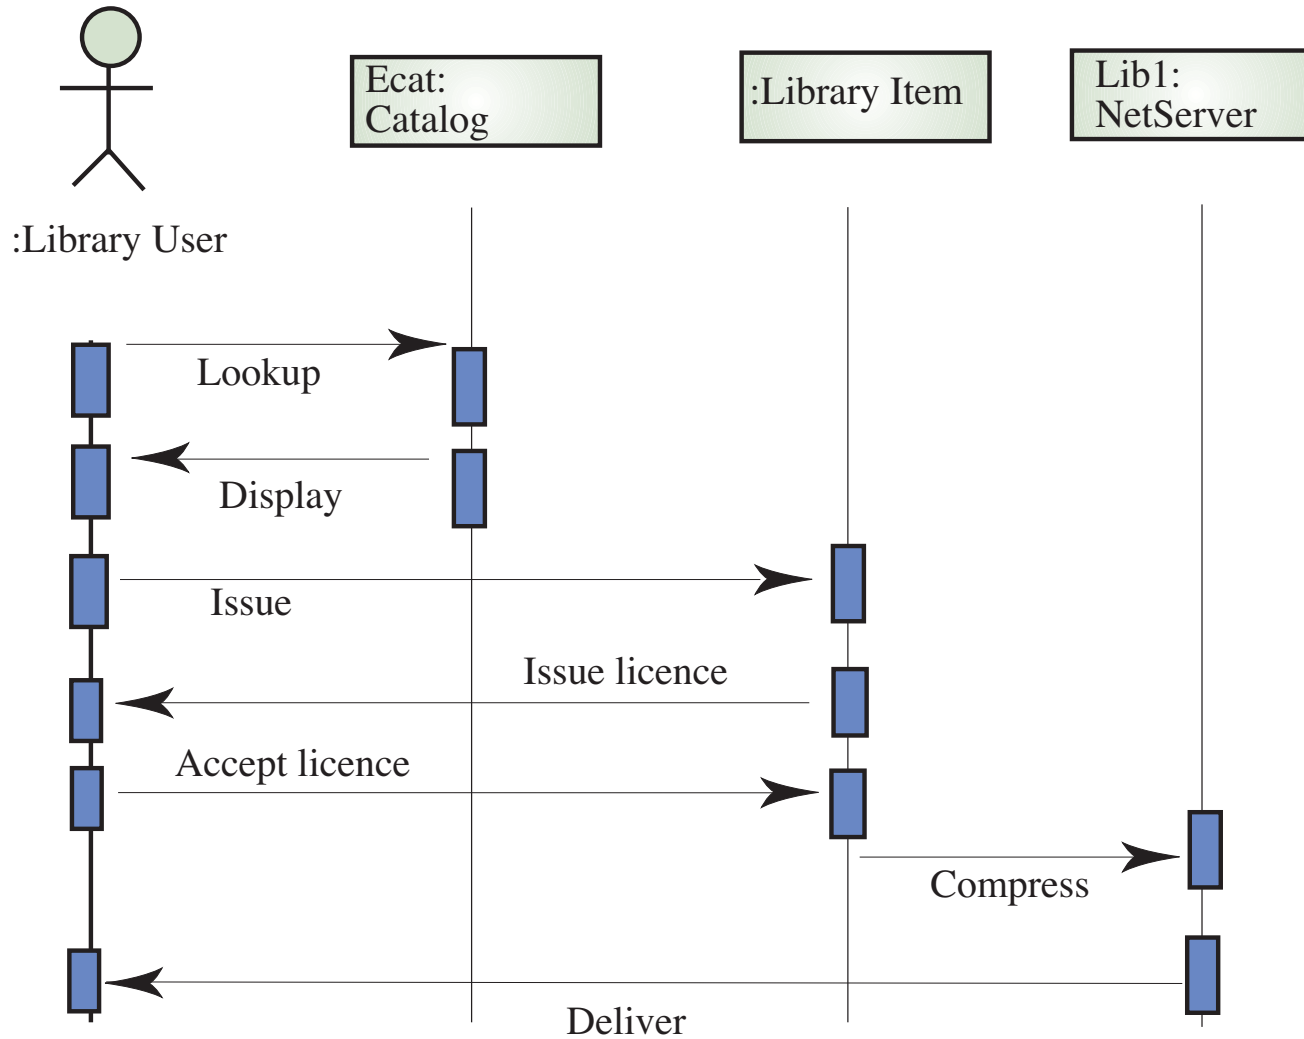 Ecat:
Catalog
:Library Item
Lib1:
NetServer
:Library User
Lookup
Display
Issue
Issue licence
Accept licence
Compress
Deliver